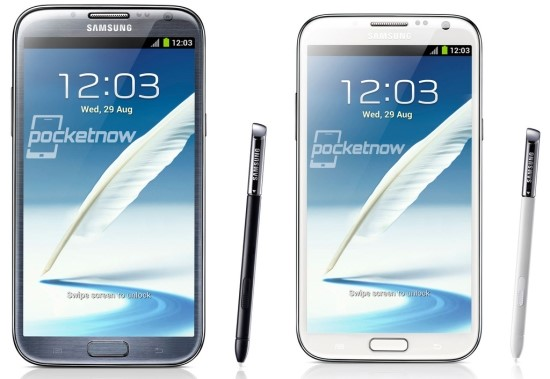 SAMSUNG
12:03
12:03
Wed, 29 Aug
pocketnow
Swipe screen to unlock
SAMSUNG
SAMSUNG
12:03
12:03
Wed, 29 Aug
pocketnow
Swipe screen to unlock
SAMSUNG